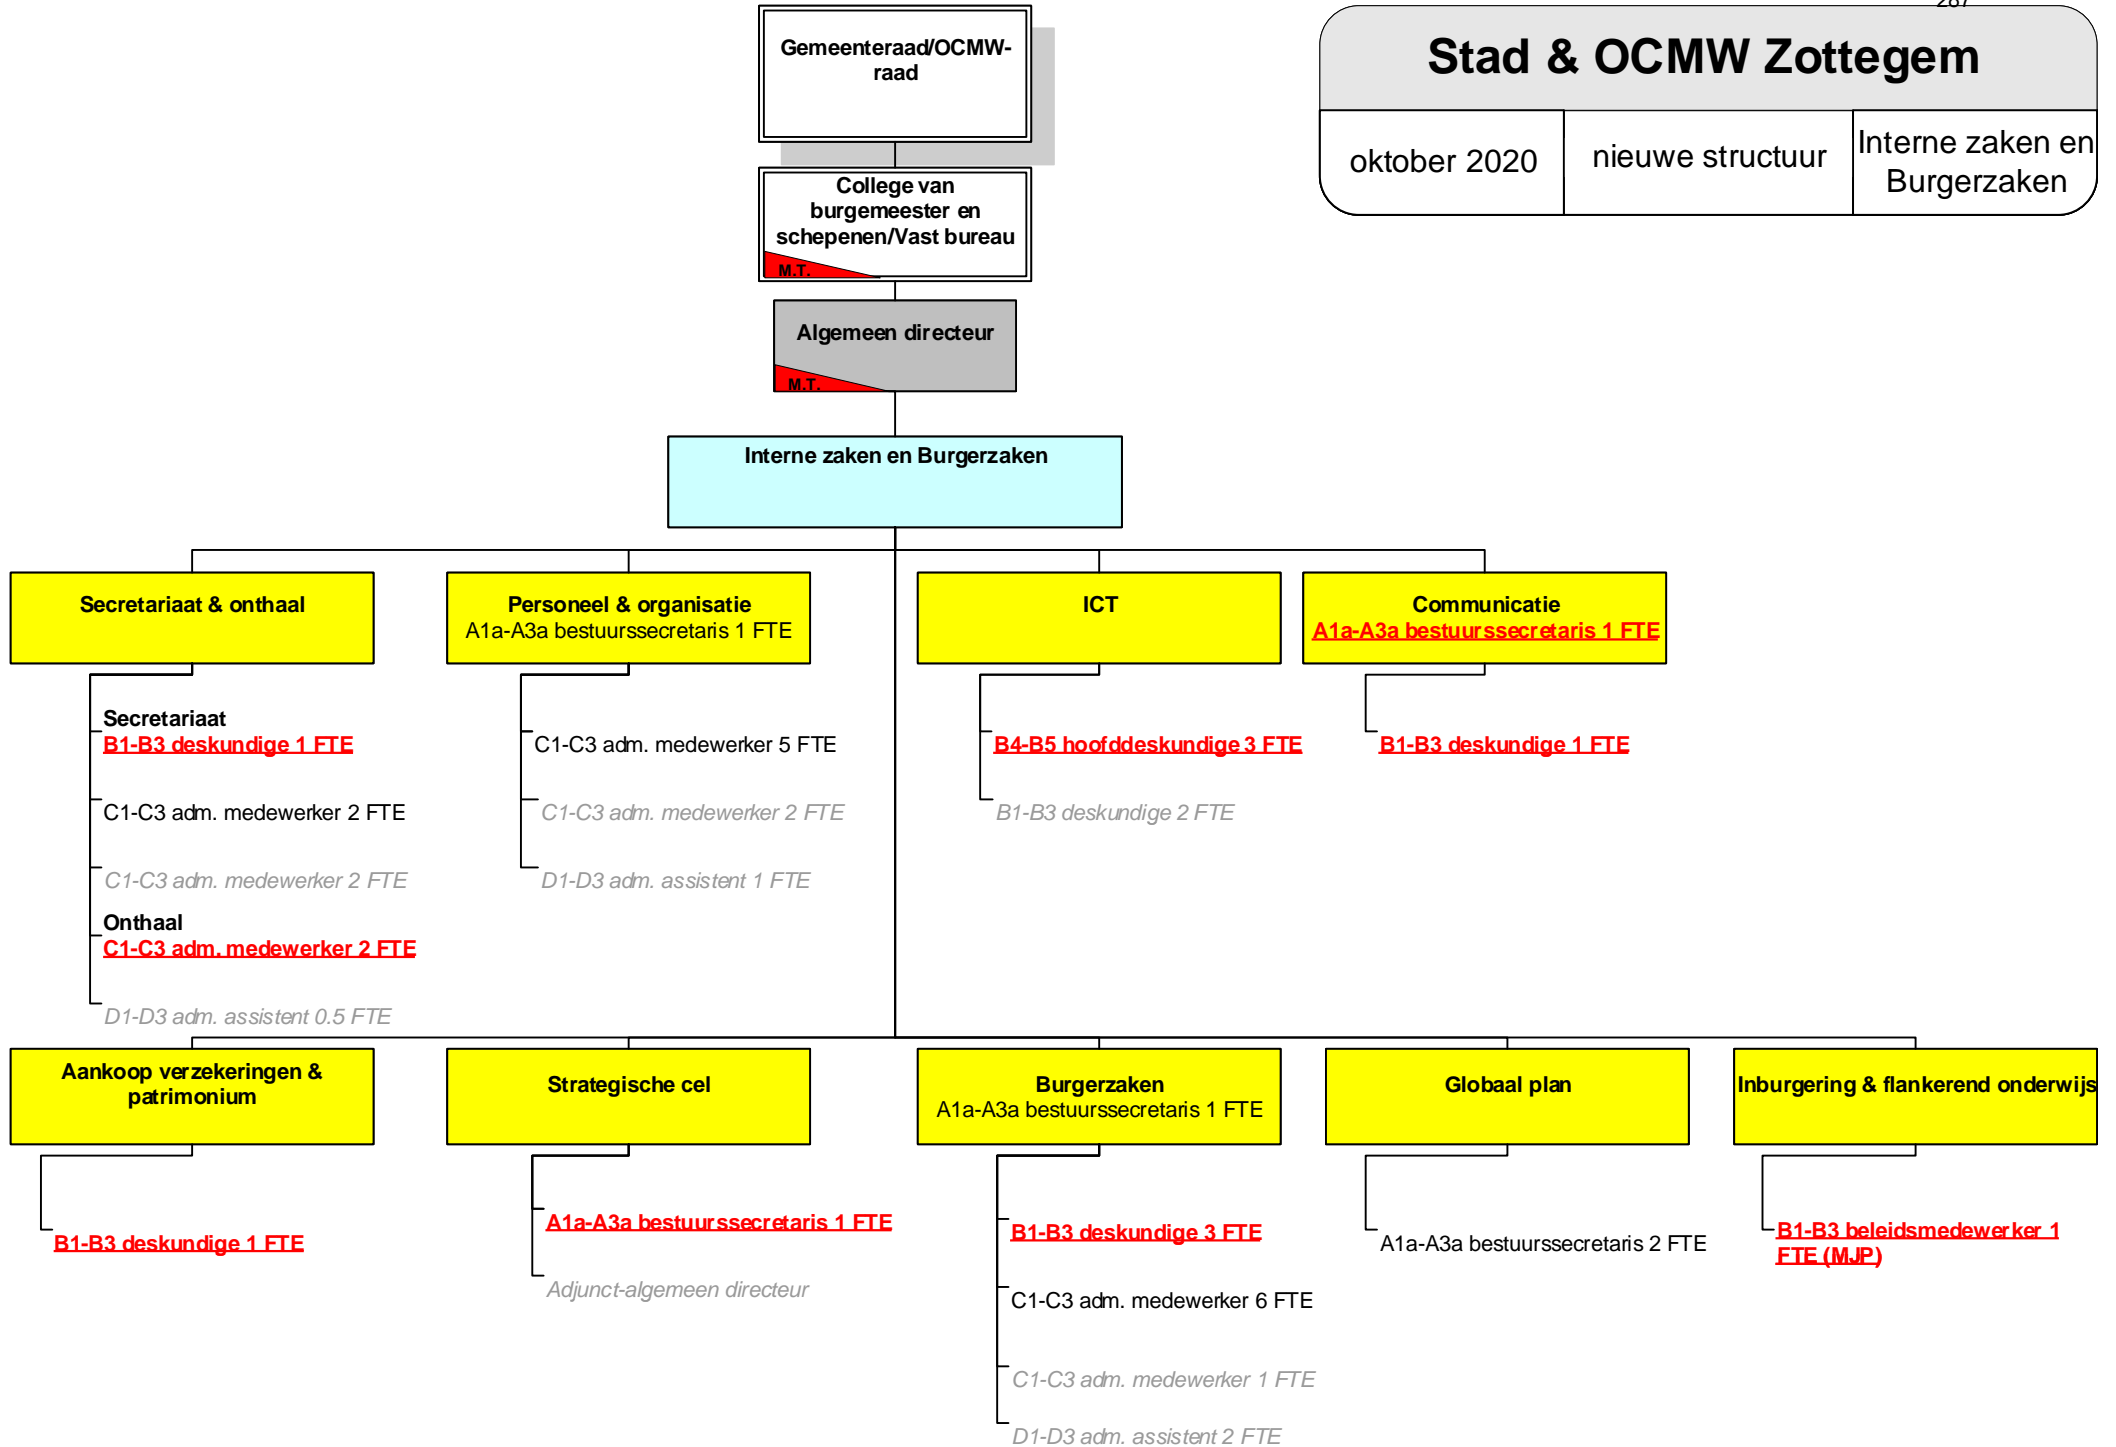 287
Stad & OCMW Zottegem
oktober 2020
nieuwe structuur
Interne zaken en
Burgerzaken
Gemeenteraad/OCMW-
raad
College van
burgemeester en
schepenen/Vast bureau
M.T.
Algemeen directeur
M.T.
Interne zaken en Burgerzaken
Secretariaat & onthaal
Secretariaat
B1-B3 deskundige 1 FTE
C1-C3 adm. medewerker 2 FTE
C1-C3 adm. medewerker 2 FTE
Onthaal
C1-C3 adm. medewerker 2 FTE
D1-D3 adm. assistent 0.5 FTE
Personeel & organisatie
A1a-A3a bestuurssecretaris 1 FTE
C1-C3 adm. medewerker 5 FTE
C1-C3 adm. medewerker 2 FTE
D1-D3 adm. assistent 1 FTE
ICT
B4-B5 hoofddeskundige 3 FTE
B1-B3 deskundige 2 FTE
Communicatie
A1a-A3a bestuurssecretaris 1 FTE
B1-B3 deskundige 1 FTE
Aankoop verzekeringen &
patrimonium
B1-B3 deskundige 1 FTE
Strategische cel
A1a-A3a bestuurssecretaris 1 FTE
Adjunct-algemeen directeur
Burgerzaken
A1a-A3a bestuurssecretaris 1 FTE
B1-B3 deskundige 3 FTE
C1-C3 adm. medewerker 6 FTE
C1-C3 adm. medewerker 1 FTE
D1-D3 adm. assistent 2 FTE
Globaal plan
A1a-A3a bestuurssecretaris 2 FTE
Inburgering & flankerend onderwijs
B1-B3 beleidsmedewerker 1
FTE (MJP)